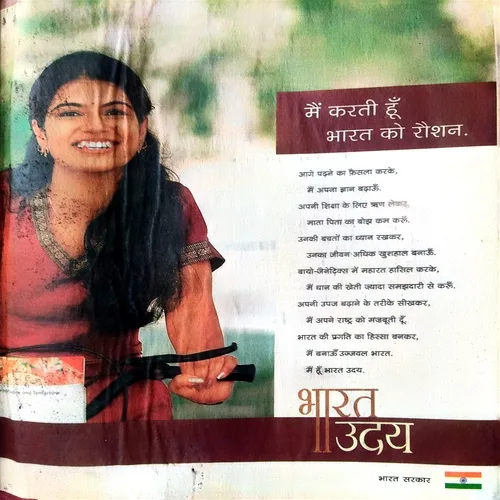 मैं करती हूँ
भारत को रौशन.
आगे पढ़ने का फ़ैसला करके,
मैं अपना ज्ञान बढ़ाऊँ.
अपनी शिक्षा के लिए ऋण लेकर,
माता पिता का बोझ कम करूँ.
उनकी बचतों का ध्यान रखकर,
उनका जीवन अधिक खुशहाल बनाऊँ.
बायो-जेनेट्रिक्स में महारत हासिल करके,
मैं धान की खेती ज्यादा समझदारी से करूँ.
अपनी उपज बढ़ाने के तरीके सीखकर,
मैं अपने राष्ट्र को मजबूती दूँ.
भारत की प्रगति का हिस्सा बनकर,
मैं बनाऊँ उज्जवल भारत.
मैं हूँ भारत उदय.
भारत
उदय
भारत सरकार